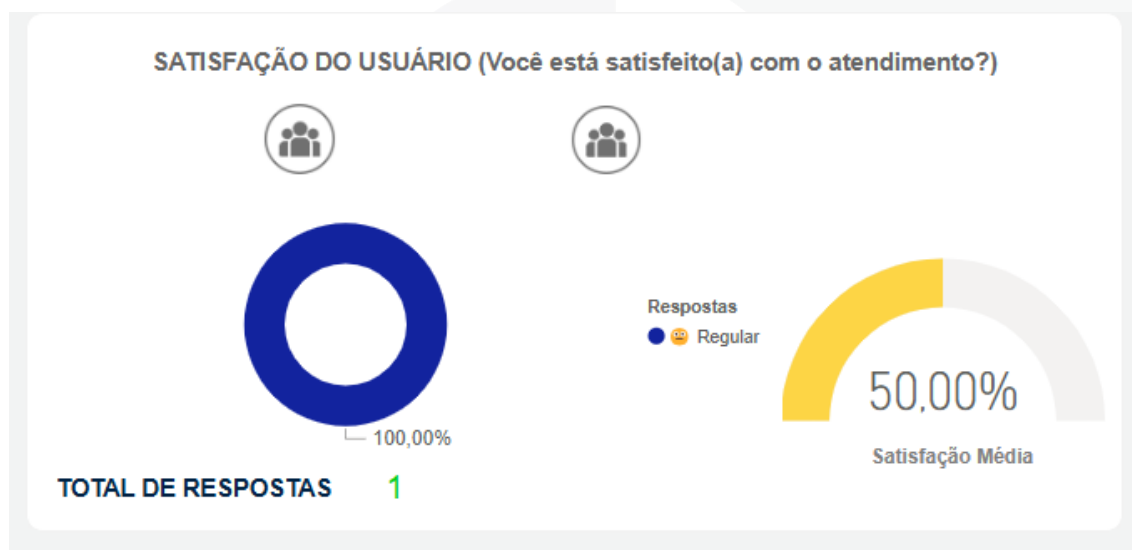 SATISFAÇÃO DO USUÁRIO (Você está satisfeito(a) com o atendimento?)
Respostas
Regular
50,00%
100,00%
Satisfação Média
TOTAL DE RESPOSTAS 1